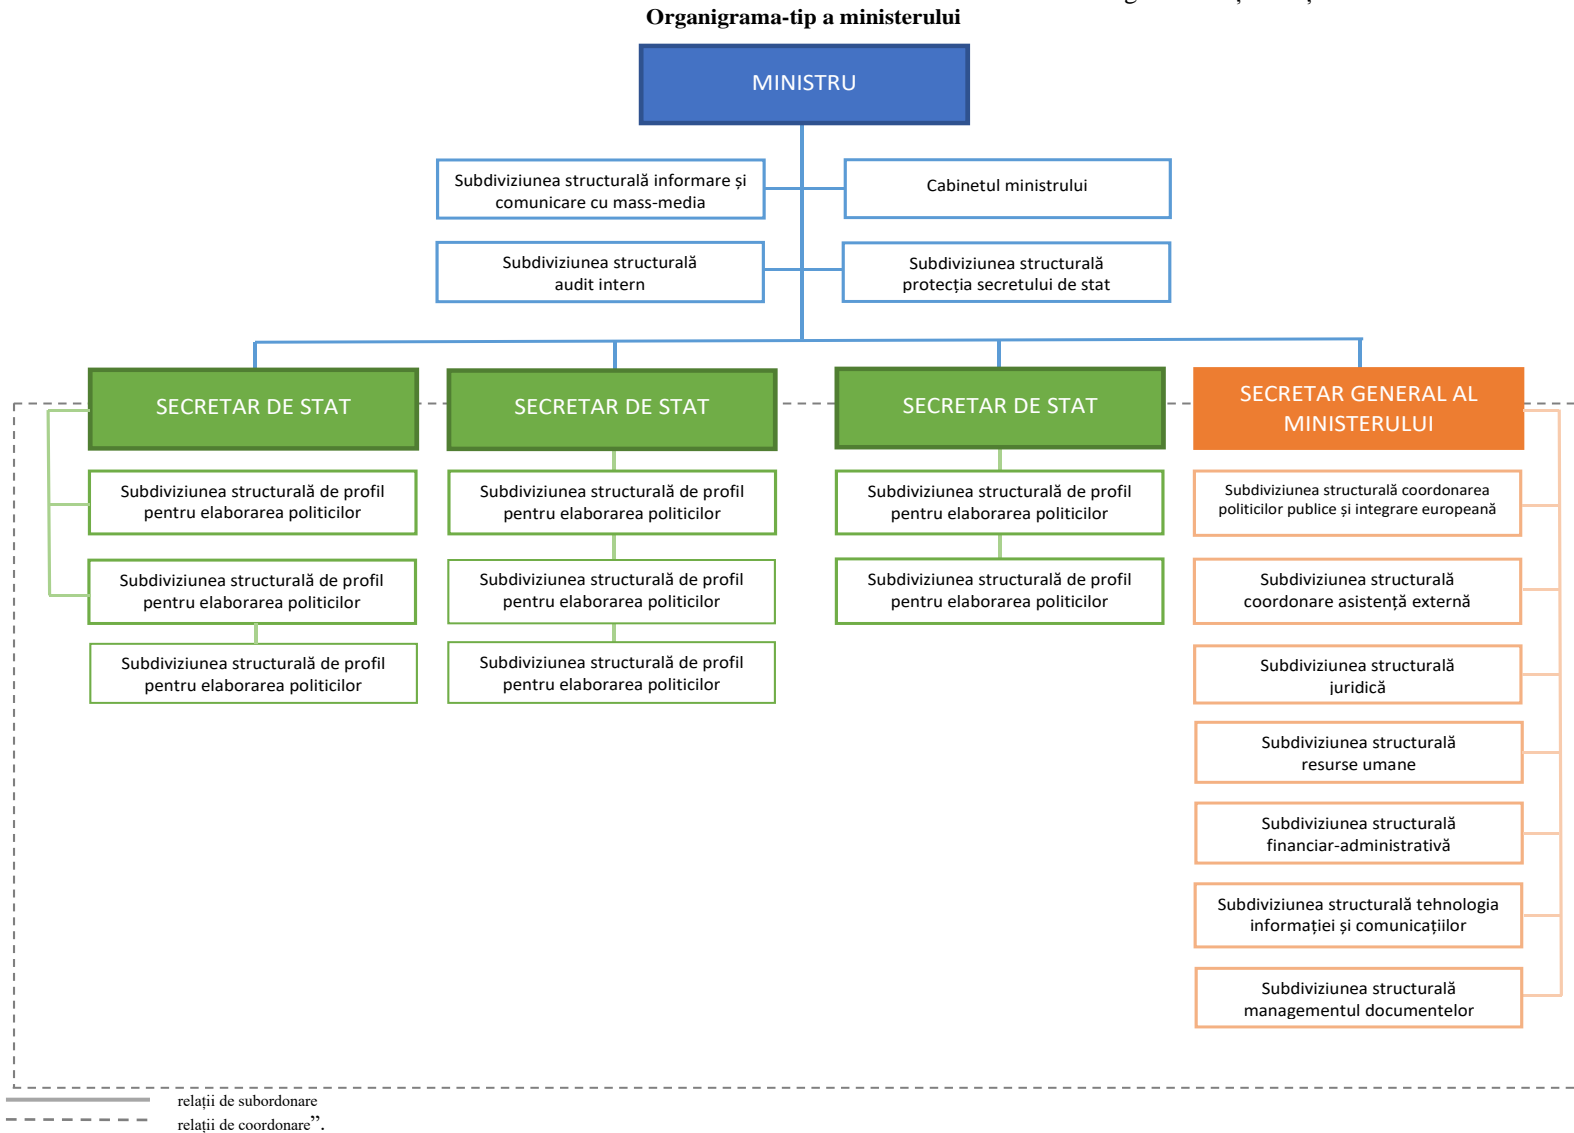 Organigrama-tip a ministerului
MINISTRU
Subdiviziunea structurală informare și
comunicare cu mass-media
Cabinetul ministrului
Subdiviziunea structurală
audit intern
Subdiviziunea structurală
protecția secretului de stat
SECRETAR DE STAT
SECRETAR DE STAT
SECRETAR DE STAT
SECRETAR GENERAL AL
MINISTERULUI
Subdiviziunea structurală de profil
pentru elaborarea politicilor
Subdiviziunea structurală de profil
pentru elaborarea politicilor
Subdiviziunea structurală de profil
pentru elaborarea politicilor
Subdiviziunea structurală coordonarea
politicilor publice și integrare europeană
Subdiviziunea structurală de profil
pentru elaborarea politicilor
Subdiviziunea structurală de profil
pentru elaborarea politicilor
Subdiviziunea structurală de profil
pentru elaborarea politicilor
Subdiviziunea structurală
coordonare asistență externă
Subdiviziunea structurală de profil
pentru elaborarea politicilor
Subdiviziunea structurală de profil
pentru elaborarea politicilor
Subdiviziunea structurală
juridică
Subdiviziunea structurală
resurse umane
Subdiviziunea structurală
financiar-administrativă
Subdiviziunea structurală tehnologia
informației și comunicațiilor
Subdiviziunea structurală
managementul documentelor
relații de subordonare
relații de coordonare”.